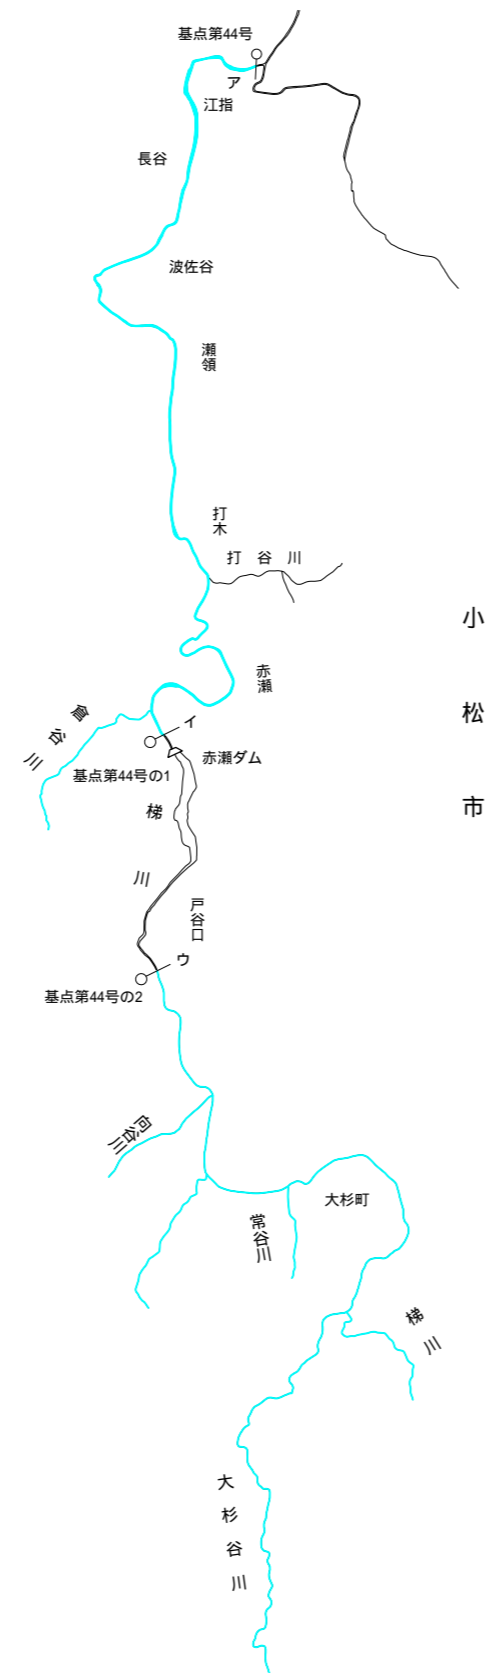 基点第44号
ア
江指
長谷
波佐谷
瀬領
打木
打谷川
小松市
赤瀬
倉谷川
イ
赤瀬ダム
基点第44号の1
梯川
戸谷口
ウ
基点第44号の2
向谷川
大杉町
常谷川
梯川
大杉谷川